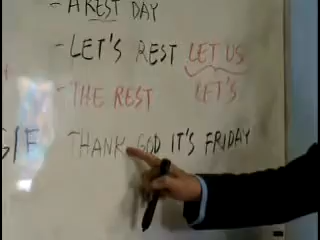 - A REST DAY
- LET'S REST LET US
- THE REST LET'S
GIF THANK GOD IT'S FRIDAY